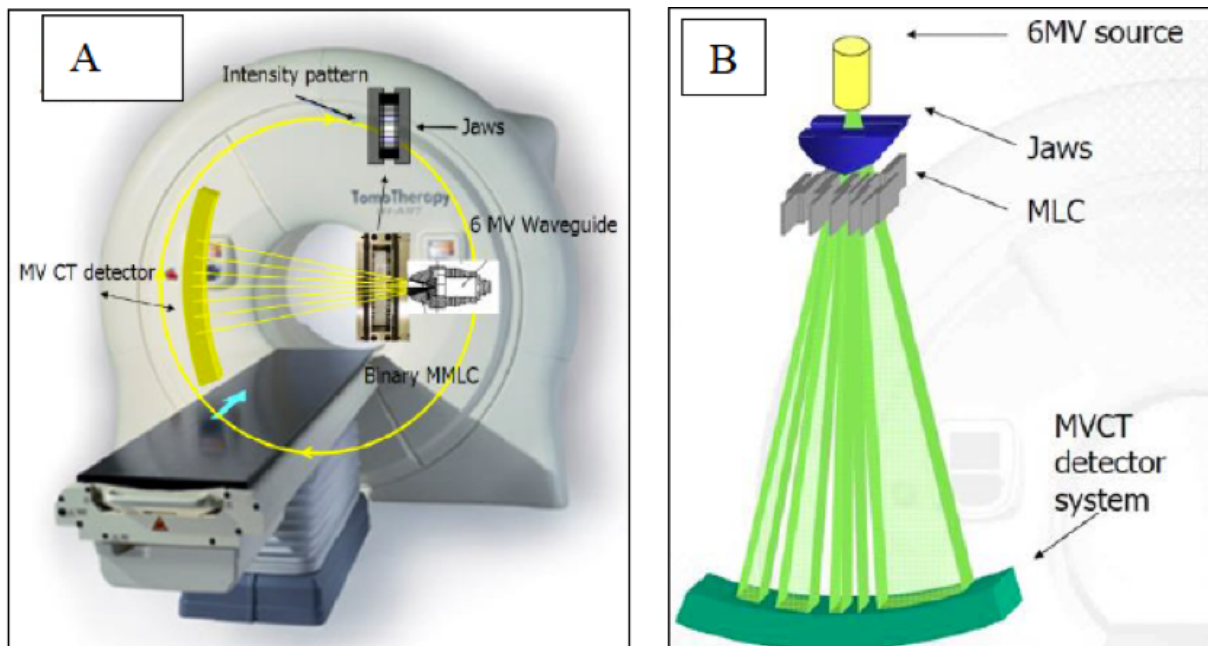 A
Intensity pattern
Jaws
TomoTherapy
6 MV Waveguide
MV CT detector
Binary MMLC
B
6MV source
Jaws
MLC
MVCT
detector
system